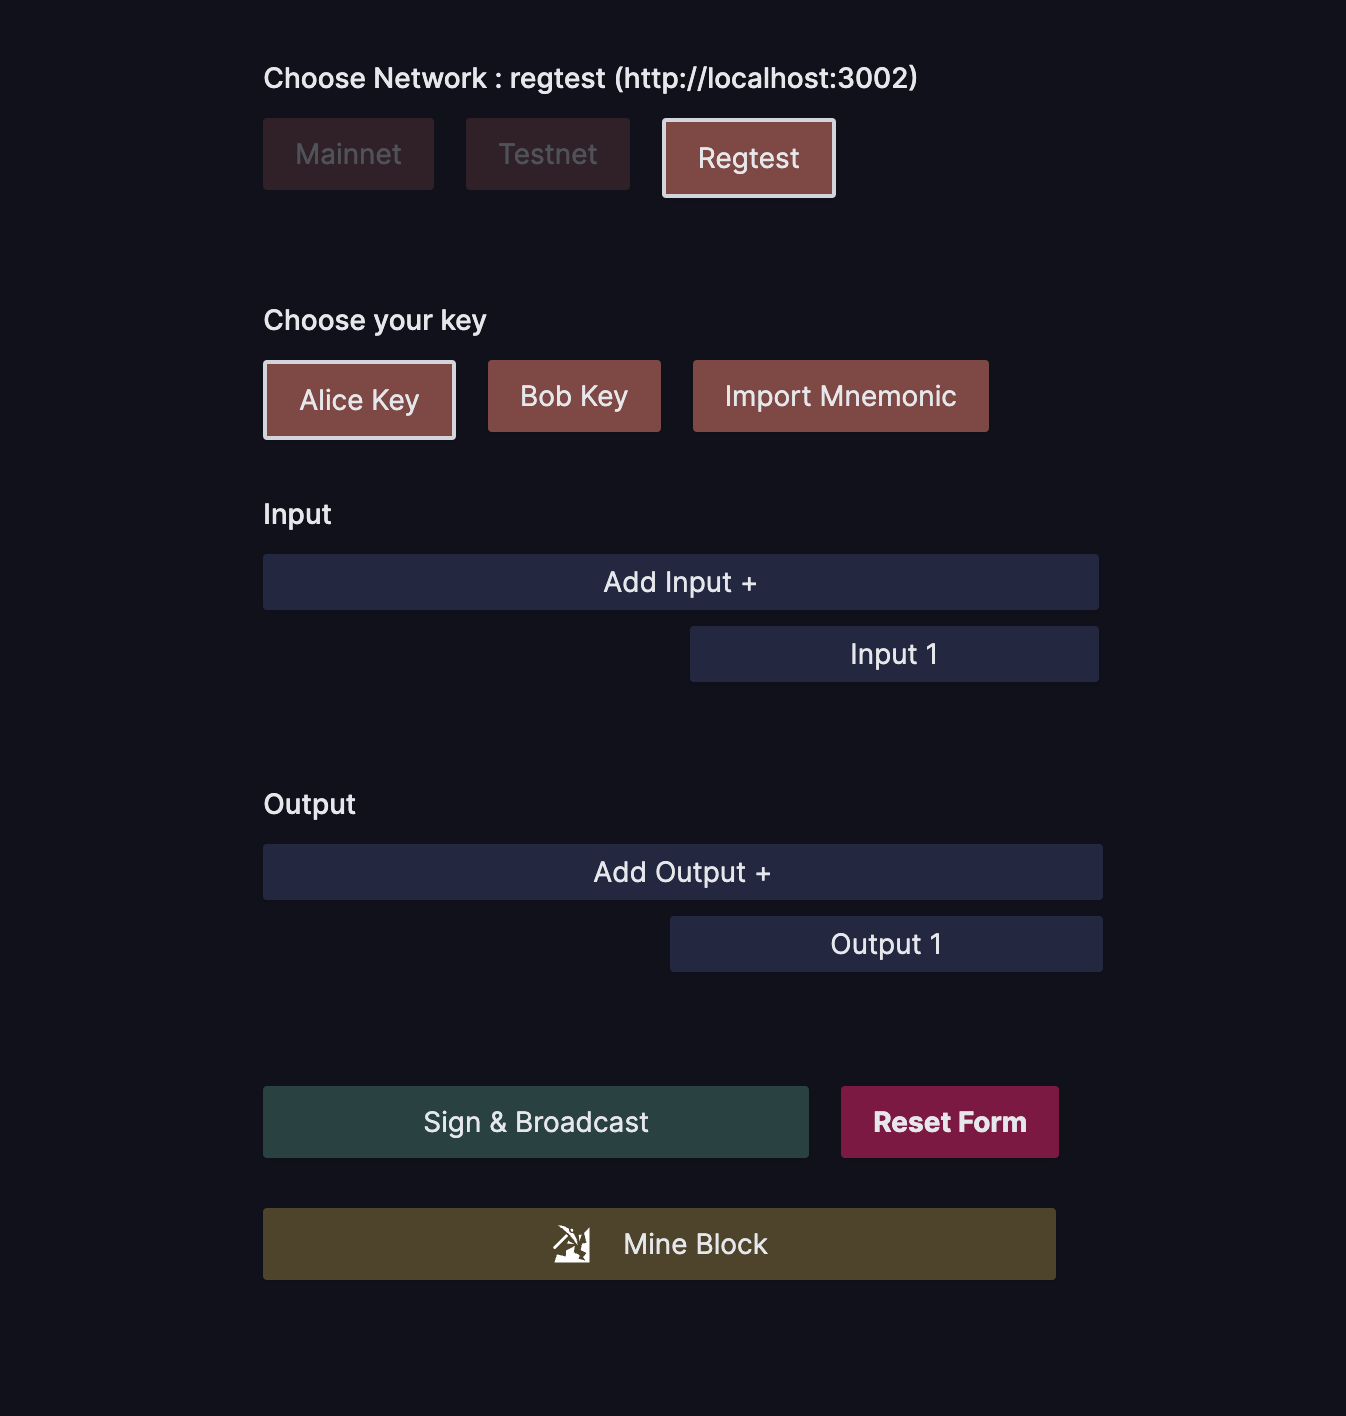 Choose Network : regtest (http://localhost:3002)
Mainnet Testnet Regtest
Choose your key
Alice Key Bob Key Import Mnemonic
Input
Add Input +
Input 1
Output
Add Output +
Output 1
Sign & Broadcast Reset Form
Mine Block